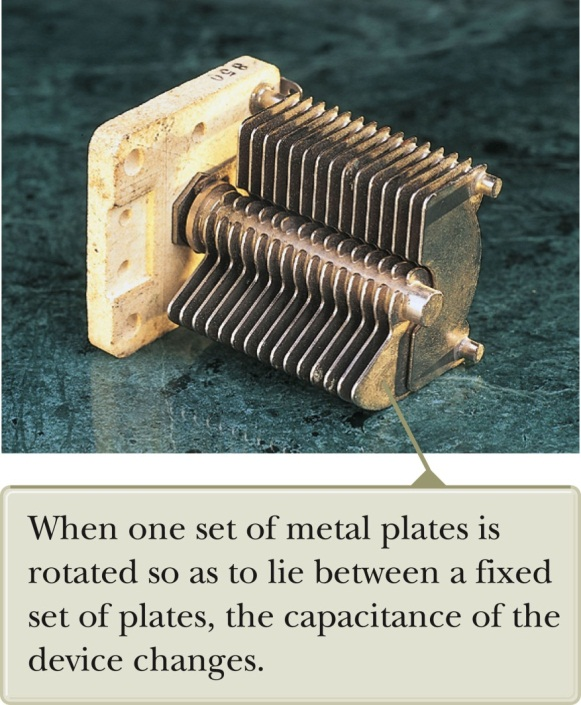 850
When one set of metal plates is
rotated so as to lie between a fixed
set of plates, the capacitance of the
device changes.